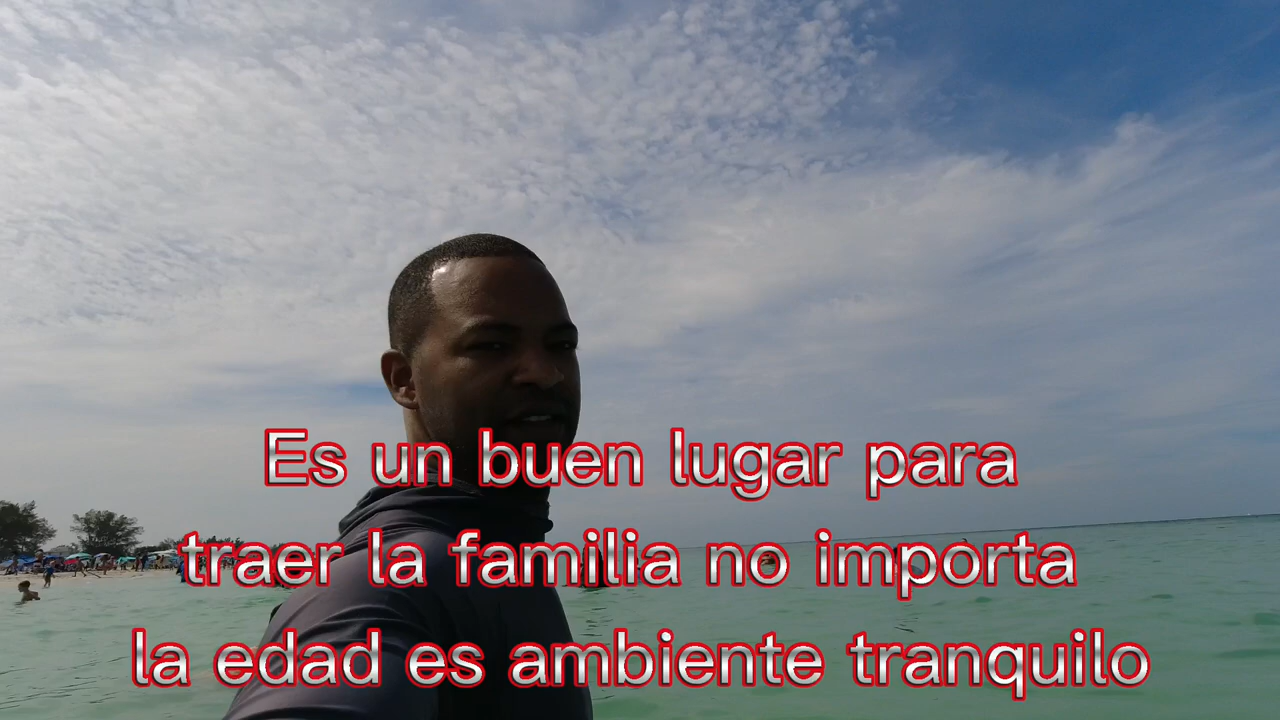 Es un buen lugar para
traer la familia no importa
la edad es ambiente tranquilo